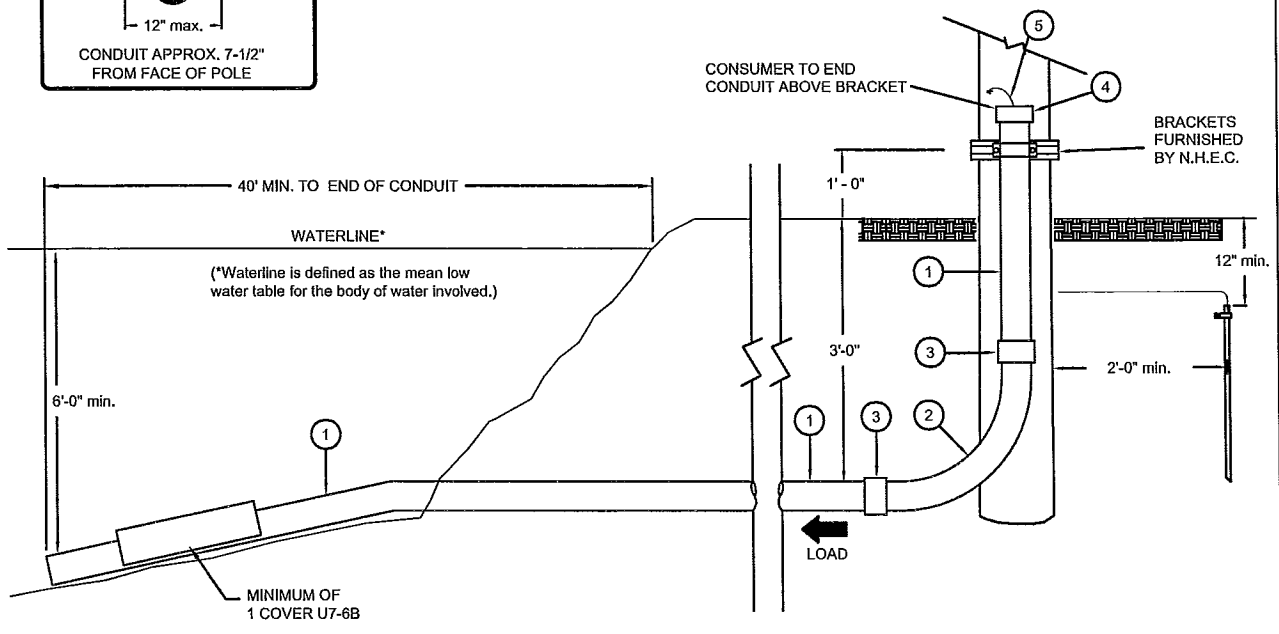 12" max.
CONDUIT APPROX. 7-1/2"
FROM FACE OF POLE
5
CONSUMER TO END
CONDUIT ABOVE BRACKET
4
BRACKETS
FURNISHED
BY N.H.E.C.
40' MIN. TO END OF CONDUIT
1' - 0"
WATERLINE*
(*Waterline is defined as the mean low
water table for the body of water involved.)
12" min.
1
3'-0"
3
2'-0" min.
6'-0" min.
1
1
3
2
LOAD
MINIMUM OF
1 COVER U7-6B